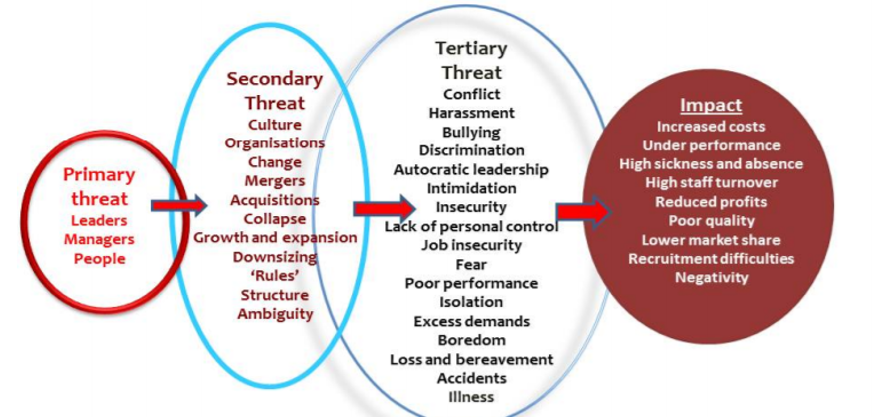 Primary
threat
Leaders
Managers
People
Secondary
Threat
Culture
Organisations
Change
Mergers
Acquisitions
Collapse
Growth and expansion
Downsizing
‘Rules’
Structure
Ambiguity
Tertiary
Threat
Conflict
Harassment
Bullying
Discrimination
Autocratic leadership
Intimidation
Insecurity
Lack of personal control
Job insecurity
Fear
Poor performance
Isolation
Excess demands
Boredom
Loss and bereavement
Accidents
Illness
Impact
Increased costs
Under performance
High sickness and absence
High staff turnover
Reduced profits
Poor quality
Lower market share
Recruitment difficulties
Negativity